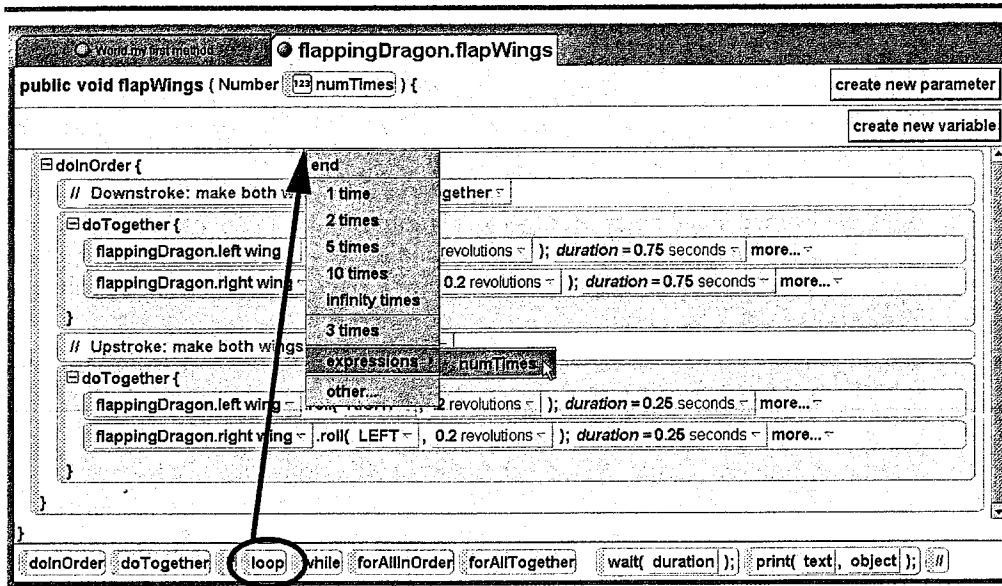 World.my first method flappingDragon.flapWings
public void flapWings ( Number 123 numTimes ) { create new parameter
create new variable
doInOrder {
end
// Downstroke: make both w gether
1 time
doTogether {
2 times
flappingDragon.left wing revolutions ); duration = 0.75 seconds more...
5 times
10 times
flappingDragon.right wing 0.2 revolutions ); duration = 0.75 seconds more...
infinity times
}
3 times
// Upstroke: make both wings
expressions numTimes
doTogether {
other...
flappingDragon.left wing .roll( RIGHT , .2 revolutions ); duration = 0.25 seconds more...
flappingDragon.right wing .roll( LEFT , 0.2 revolutions ); duration = 0.25 seconds more...
}
}
}
doInOrder doTogether loop while forAllInOrder forAllTogether wait( duration ); print( text , object ); //